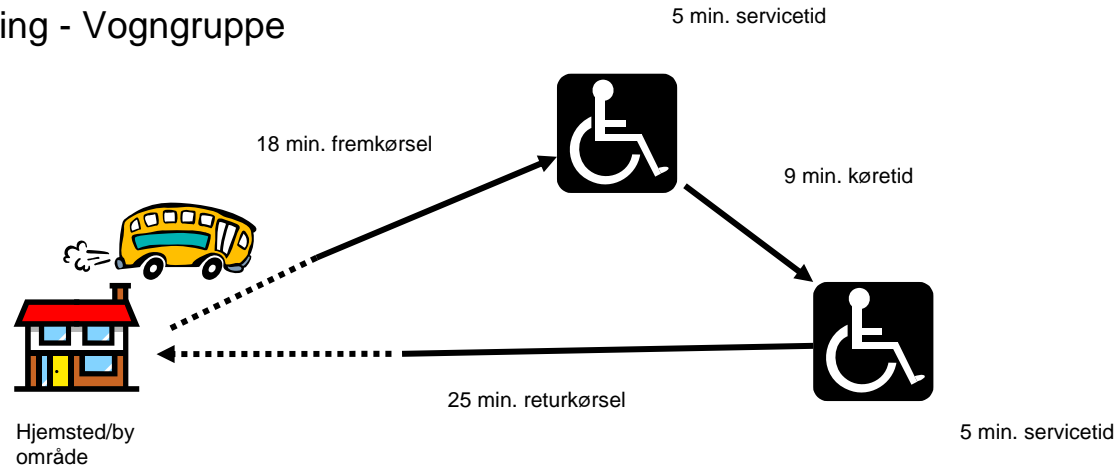 ing - Vogngruppe
5 min. servicetid
18 min. fremkørsel
9 min. køretid
25 min. returkørsel
Hjemsted/by
område
5 min. servicetid